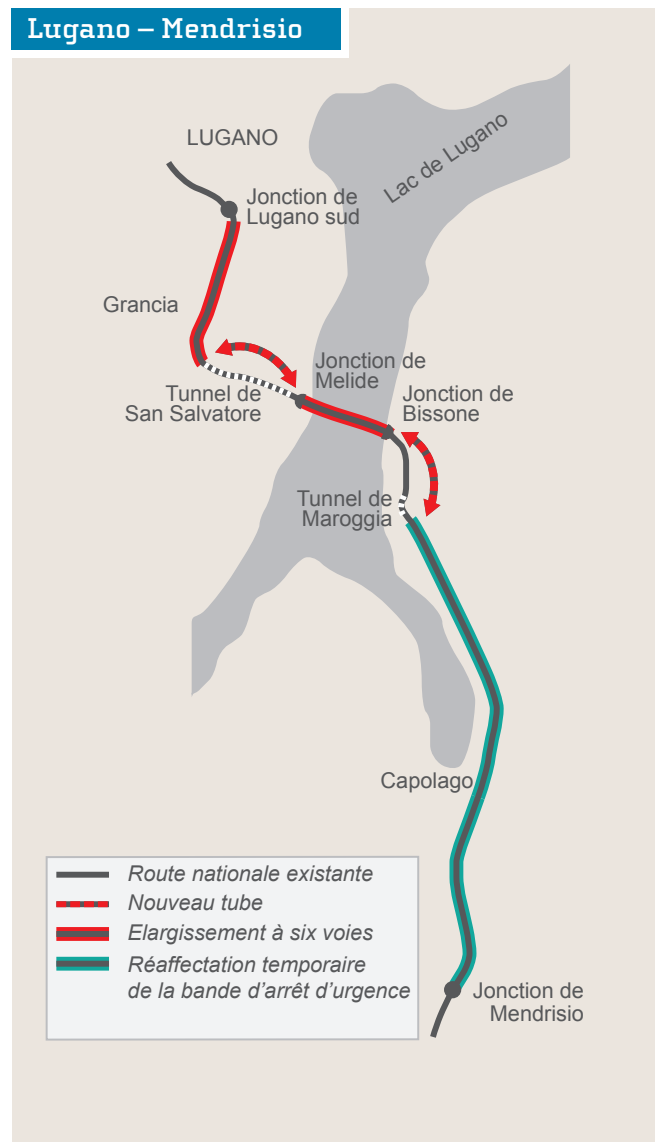 Lugano – Mendrisio
LUGANO
Lac de Lugano
Jonction de
Lugano sud
Grancia
Jonction de
Melide
Tunnel de
San Salvatore
Jonction de
Bissone
Tunnel de
Maroggia
Capolago
Route nationale existante
Nouveau tube
Elargissement à six voies
Réaffectation temporaire
de la bande d'arrêt d'urgence
Jonction de
Mendrisio